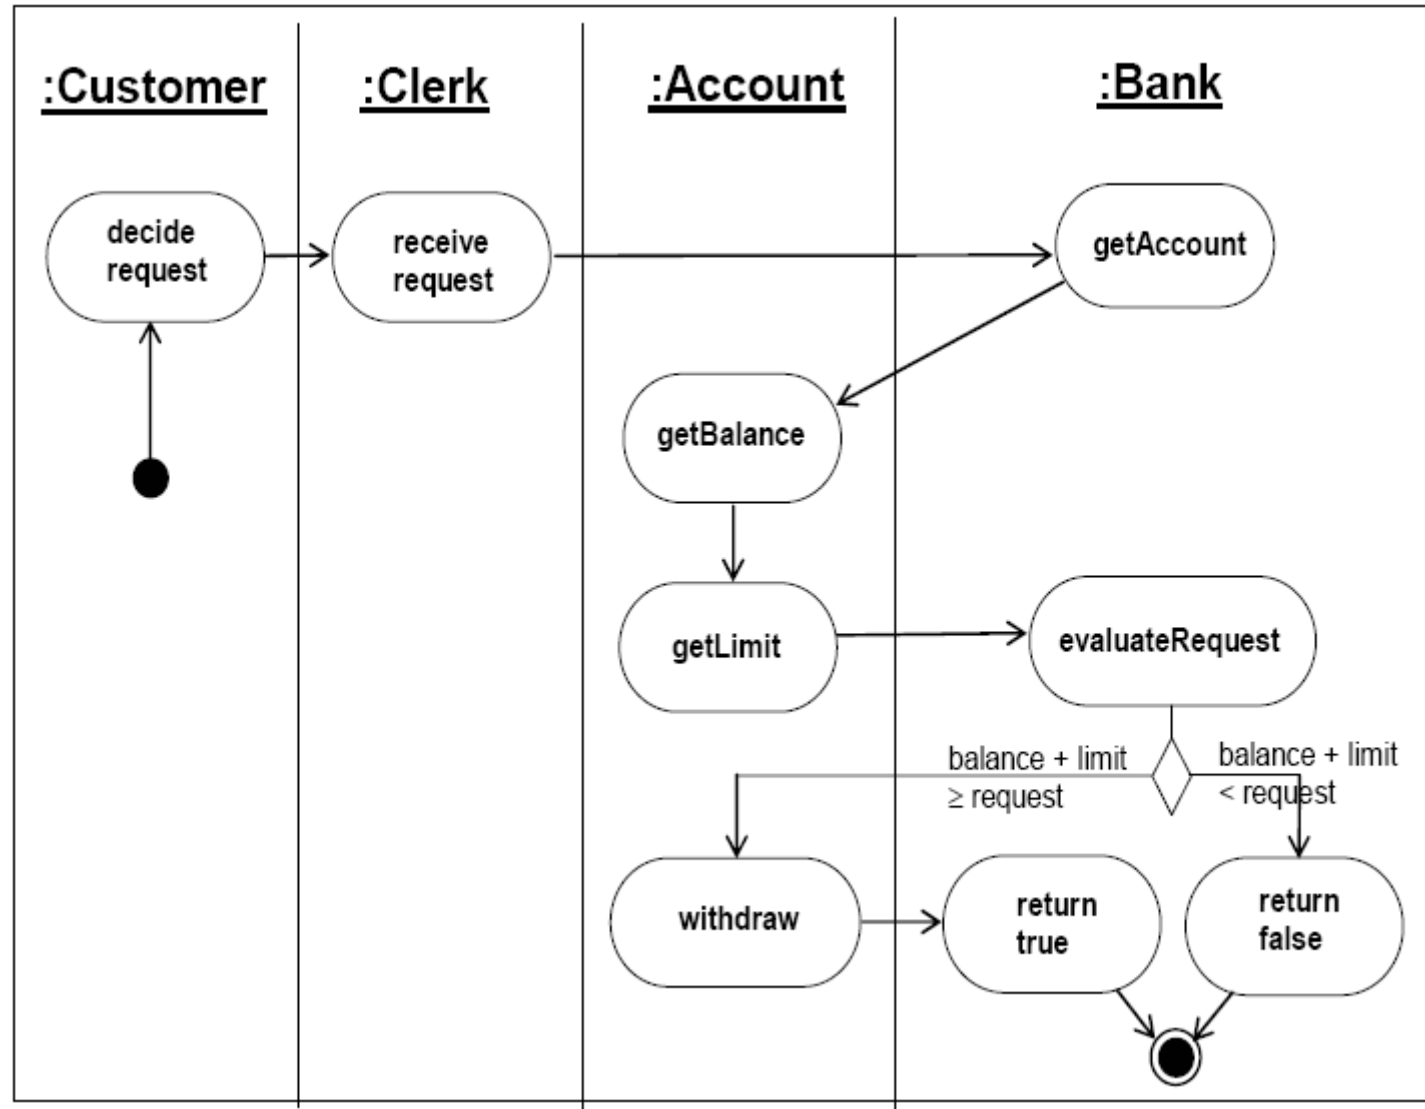 :Customer
:Clerk
:Account
:Bank
decide
request
receive
request
getAccount
getBalance
getLimit
evaluateRequest
balance + limit
≥ request
balance + limit
< request
withdraw
return
true
return
false